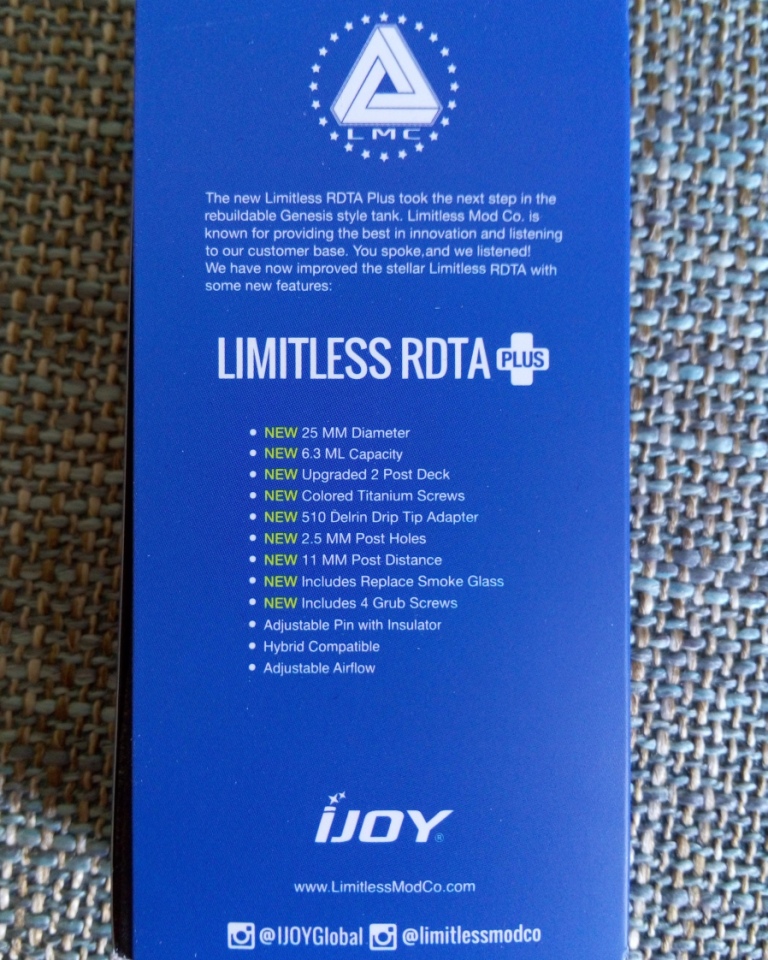 LMC
The new Limitless RDTA Plus took the next step in the
rebuildable Genesis style tank. Limitless Mod Co. is
known for providing the best in innovation and listening
to our customer base. You spoke,and we listened!
We have now improved the stellar Limitless RDTA with
some new features:
LIMITLESS RDTA PLUS
• NEW 25 MM Diameter
• NEW 6.3 ML Capacity
• NEW Upgraded 2 Post Deck
• NEW Colored Titanium Screws
• NEW 510 Delrin Drip Tip Adapter
• NEW 2.5 MM Post Holes
• NEW 11 MM Post Distance
• NEW Includes Replace Smoke Glass
• NEW Includes 4 Grub Screws
• Adjustable Pin with Insulator
• Hybrid Compatible
• Adjustable Airflow
iJOY®
www.LimitlessModCo.com
@IJOYGlobal @limitlessmodco